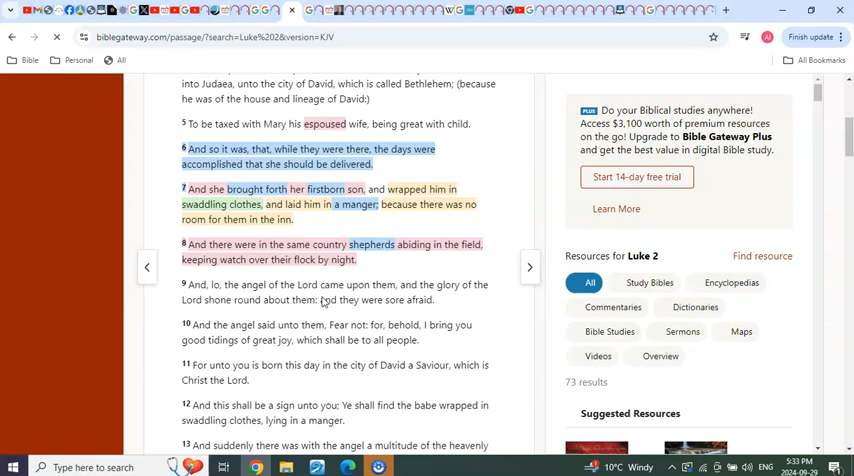 Finish update
biblegateway.com/passage/?search=Luke%202&version=KJV
AI
Bible
Personal
All
All Bookmarks
into Judaea, unto the city of David, which is called Bethlehem; (because
he was of the house and lineage of David:)
5 To be taxed with Mary his espoused wife, being great with child.
6 And so it was, that, while they were there, the days were
accomplished that she should be delivered.
7 And she brought forth her firstborn son, and wrapped him in
swaddling clothes, and laid him in a manger; because there was no
room for them in the inn.
8 And there were in the same country shepherds abiding in the field,
keeping watch over their flock by night.
9 And, lo, the angel of the Lord came upon them, and the glory of the
Lord shone round about them: and they were sore afraid.
10 And the angel said unto them, Fear not: for, behold, I bring you
good tidings of great joy, which shall be to all people.
11 For unto you is born this day in the city of David a Saviour, which is
Christ the Lord.
12 And this shall be a sign unto you; Ye shall find the babe wrapped in
swaddling clothes, lying in a manger.
13 And suddenly there was with the angel a multitude of the heavenly
PLUS Do your Biblical studies anywhere!
Access $3,100 worth of premium resources
on the go! Upgrade to Bible Gateway Plus
and get the best value in digital Bible study.
Start 14-day free trial
Learn More
Resources for Luke 2
Find resource
All
Study Bibles
Encyclopedias
Commentaries
Dictionaries
Bible Studies
Sermons
Maps
Videos
Overview
73 results
Suggested Resources
Type here to search
10°C Windy
ENG
5:33 PM
2024-09-29